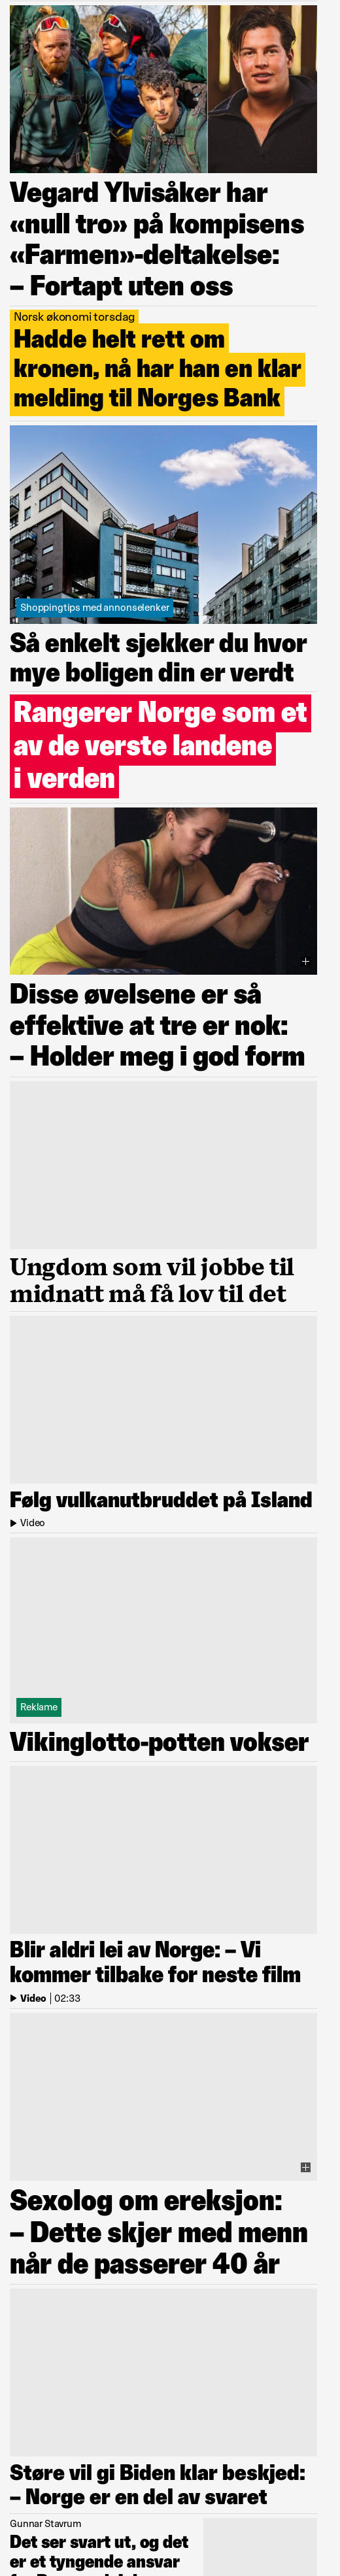 Vegard Ylvisåker har
«null tro» på kompisens
«Farmen»-deltakelse:
– Fortapt uten oss
Norsk økonomi torsdag
Hadde helt rett om
kronen, nå har han en klar
melding til Norges Bank
Shoppingtips med annonselenker
Så enkelt sjekker du hvor
mye boligen din er verdt
Rangerer Norge som et
av de verste landene
i verden
Disse øvelsene er så
effektive at tre er nok:
– Holder meg i god form
Ungdom som vil jobbe til
midnatt må få lov til det
Følg vulkanutbruddet på Island
Video
Reklame
Vikinglotto-potten vokser
Blir aldri lei av Norge: – Vi
kommer tilbake for neste film
Video | 02:33
Sexolog om ereksjon:
– Dette skjer med menn
når de passerer 40 år
Støre vil gi Biden klar beskjed:
– Norge er en del av svaret
Gunnar Stavrum
Det ser svart ut, og det
er et tyngende ansvar